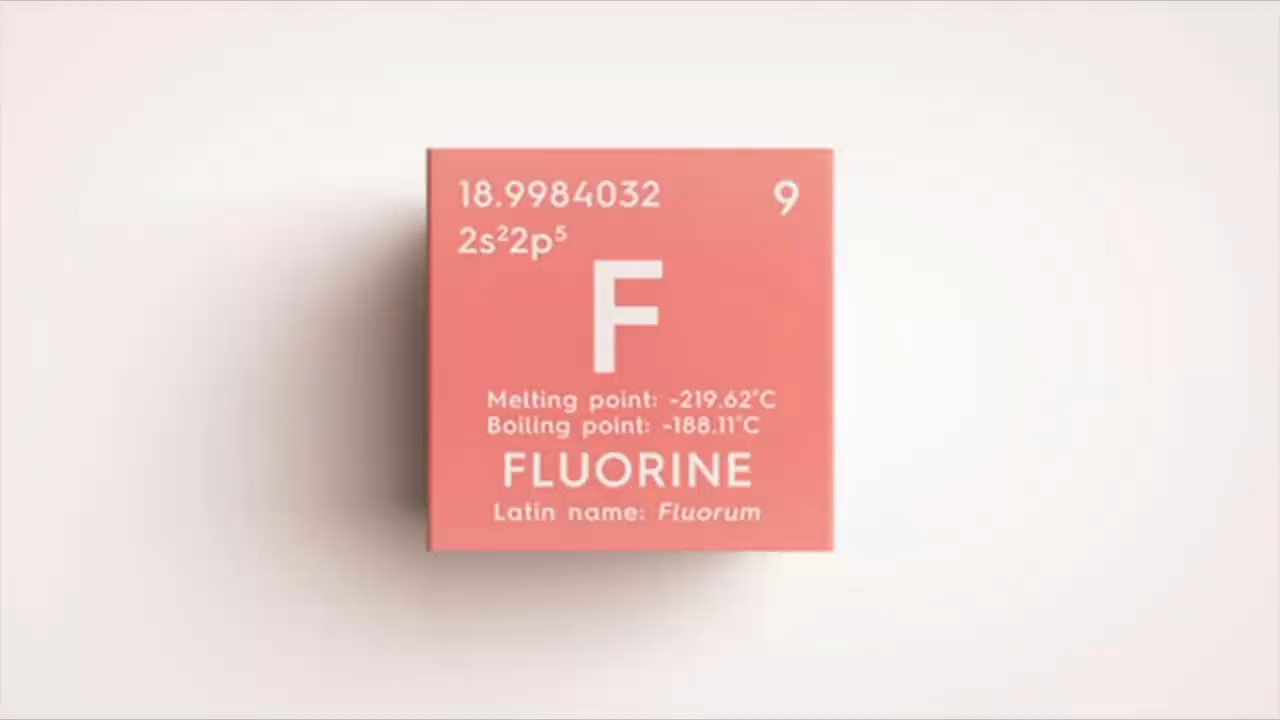 18.9984032 9
2s²2p⁵
F
Melting point: -219.62°C
Boiling point: -188.11°C
FLUORINE
Latin name: Fluorum